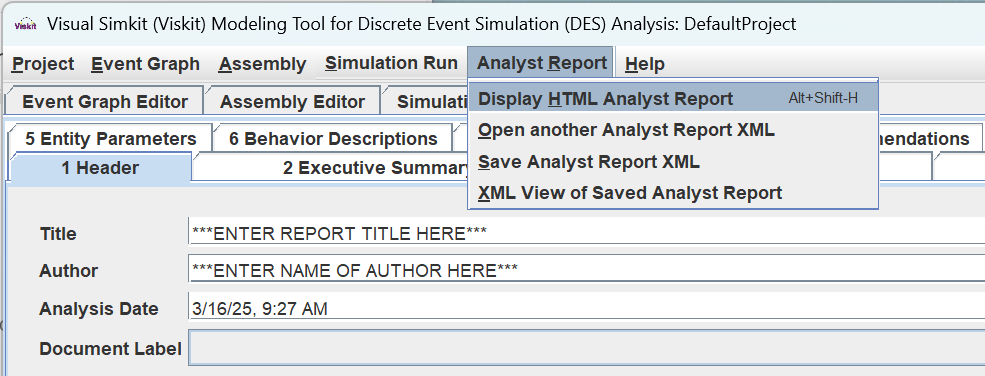 Viskit Visual Simkit (Viskit) Modeling Tool for Discrete Event Simulation (DES) Analysis: DefaultProject
Project Event Graph Assembly Simulation Run Analyst Report Help
Display HTML Analyst Report Alt+Shift-H
Open another Analyst Report XML
Save Analyst Report XML
XML View of Saved Analyst Report
Event Graph Editor Assembly Editor
5 Entity Parameters 6 Behavior Descriptions
1 Header 2 Executive Summary
Title ***ENTER REPORT TITLE HERE***
Author ***ENTER NAME OF AUTHOR HERE***
Analysis Date 3/16/25, 9:27 AM
Document Label